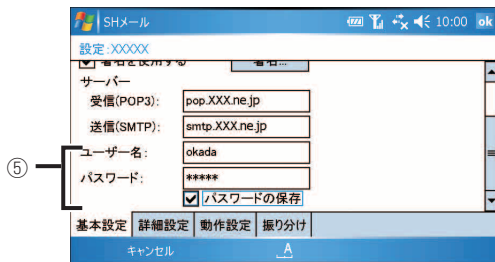 SHメール
10:00 ok
設定:XXXXX
署名を使用する 署名...
サーバー
受信(POP3): pop.XXX.ne.jp
送信(SMTP): smtp.XXX.ne.jp
⑤
ユーザー名: okada
パスワード: *****
パスワードの保存
基本設定 詳細設定 動作設定 振り分け
キャンセル A